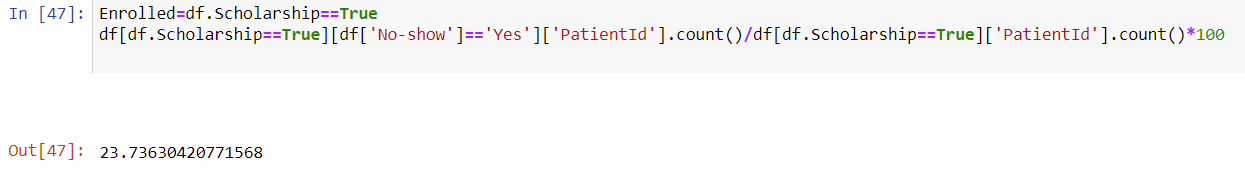 In [47]: Enrolled=df.Scholarship==True
df[df.Scholarship==True][df['No-show']=='Yes']['PatientId'].count()/df[df.Scholarship==True]['PatientId'].count()*100
Out[47]: 23.73630420771568